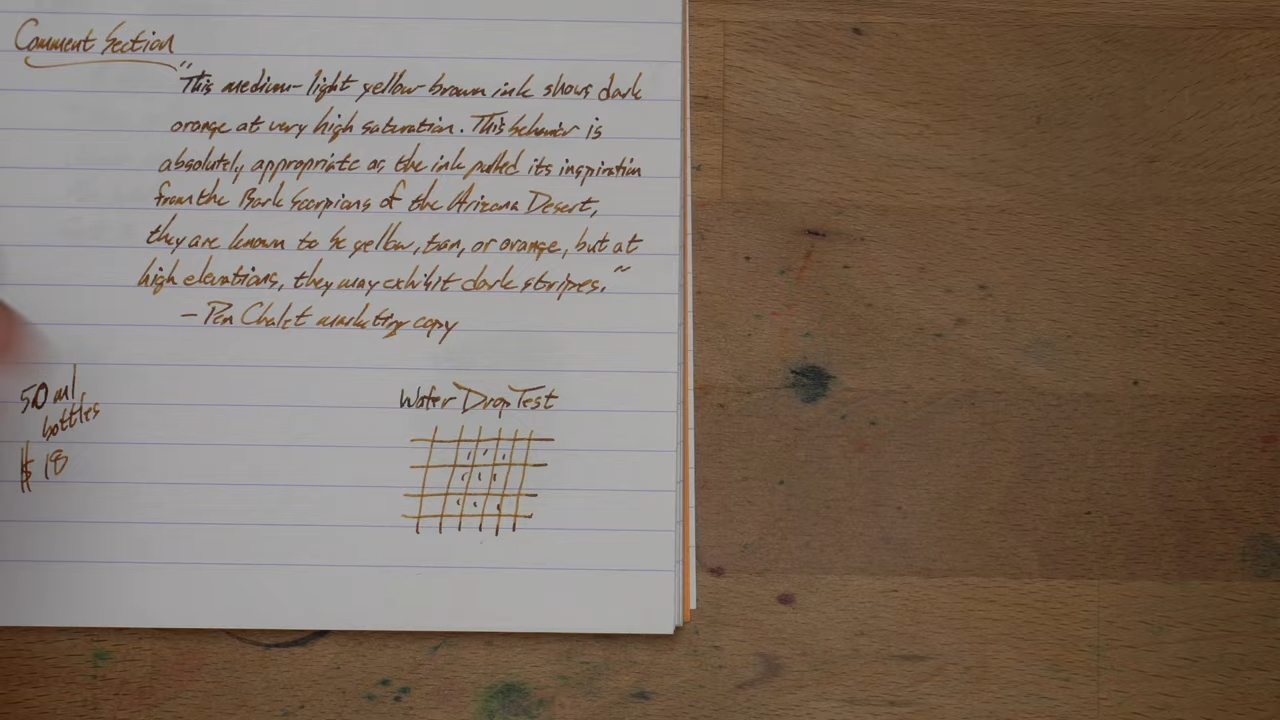 Comment Section
"This medium-light yellow-brown ink shows dark
orange at very high saturation. This behavior is
absolutely appropriate as the ink pulled its inspiration
from the Bark Scorpions of the Arizona Desert,
they are known to be yellow, tan, or orange, but at
high elevations, they may exhibit dark stripes."
- Pen Chalet marketing copy
50 ml
bottles
$ 18
Water Drop Test